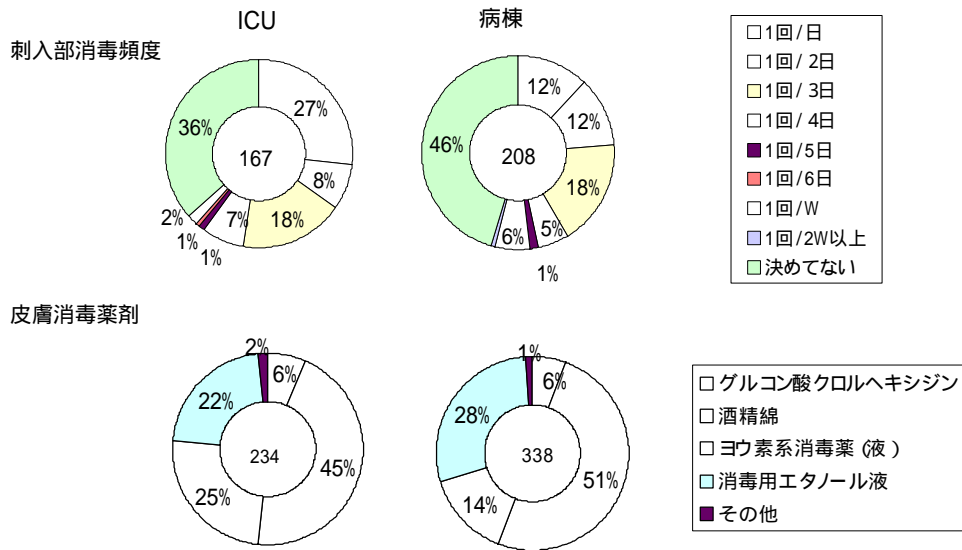 ICU
病棟
刺入部消毒頻度
27%
8%
18%
7%
1%
1%
2%
36%
167
12%
12%
18%
5%
1%
6%
46%
208
1回/日
1回/2日
1回/3日
1回/4日
1回/5日
1回/6日
1回/W
1回/2W以上
決めてない
皮膚消毒薬剤
2%
6%
45%
25%
22%
234
1%
6%
51%
14%
28%
338
グルコン酸クロルヘキシジン
酒精綿
ヨウ素系消毒薬(液)
消毒用エタノール液
その他